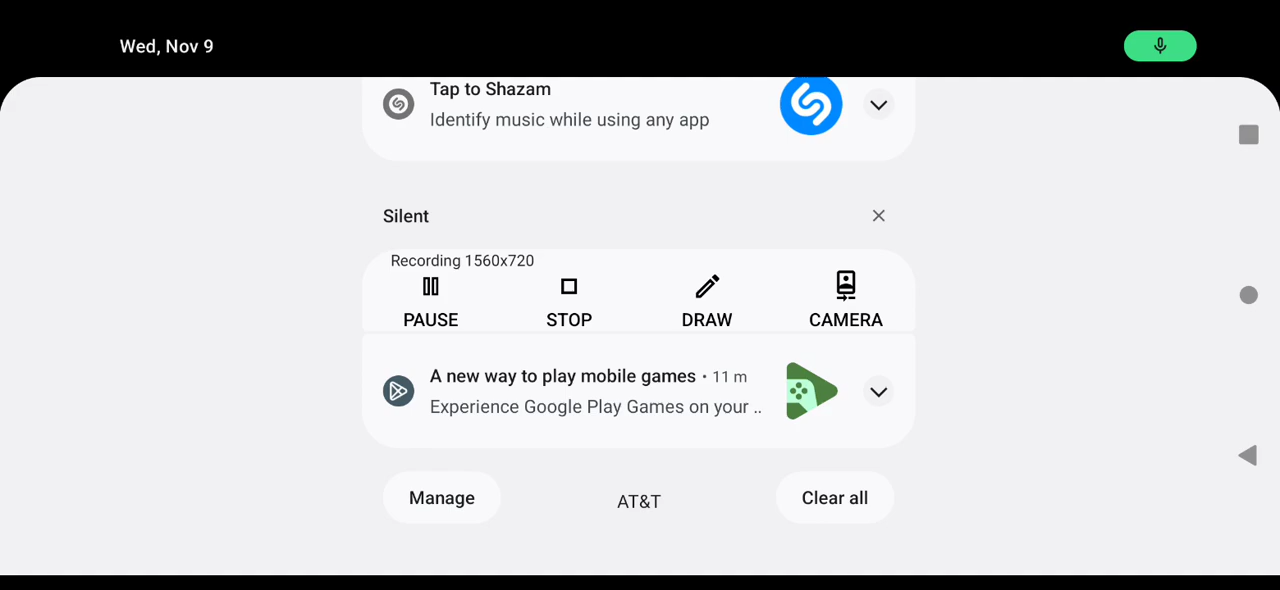 Wed, Nov 9
Tap to Shazam
Identify music while using any app
Silent
Recording 1560x720
PAUSE STOP DRAW CAMERA
A new way to play mobile games • 11 m
Experience Google Play Games on your ..
Manage AT&T Clear all